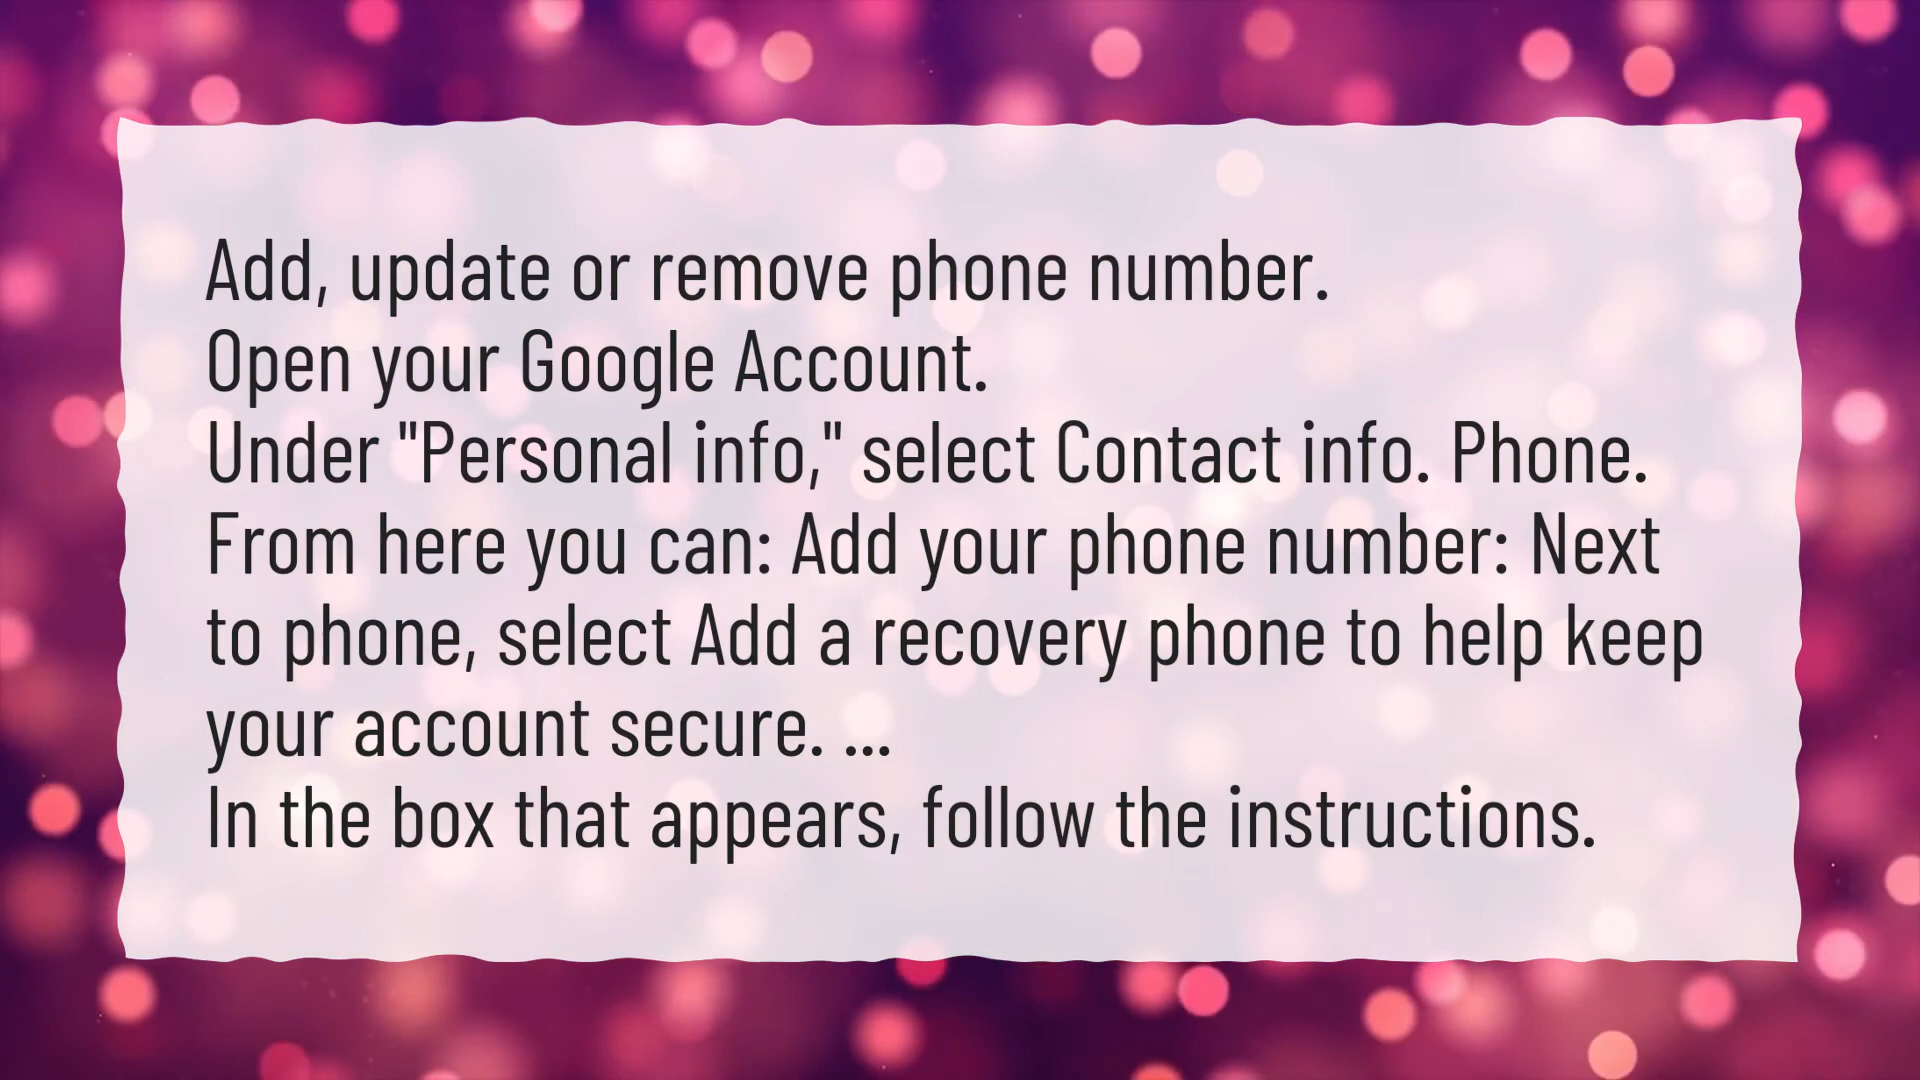 Add, update or remove phone number.
Open your Google Account.
Under "Personal info," select Contact info. Phone.
From here you can: Add your phone number: Next
to phone, select Add a recovery phone to help keep
your account secure. ...
In the box that appears, follow the instructions.